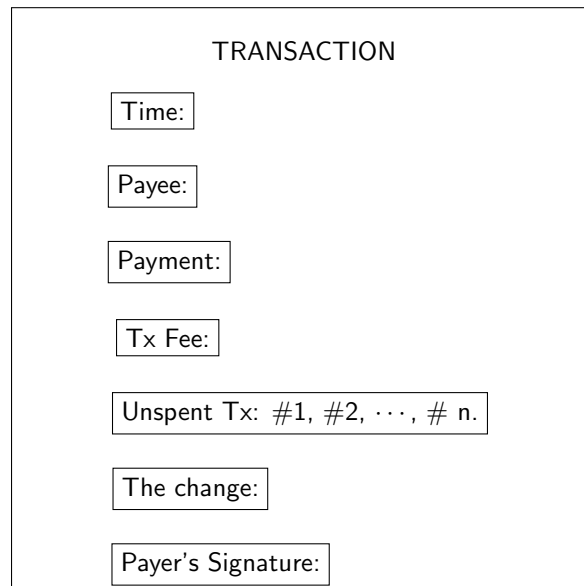 TRANSACTION
Time:
Payee:
Payment:
Tx Fee:
Unspent Tx: #1, #2, · · · , # n.
The change:
Payer's Signature: